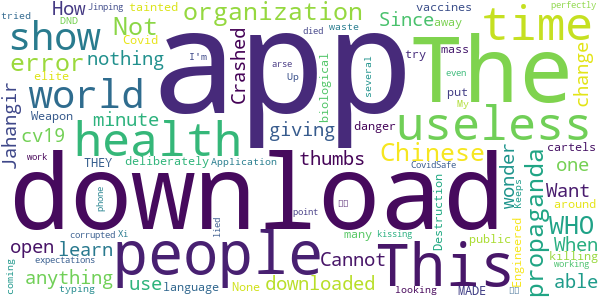 How Jinping tainted organization Since vaccines tried perfectly
DND Covid Not away time
show nothing elite died waste
error Crashed I'm arse Up mass try change
app The
world minute giving biological several put even
Jahangir Weapon danger My
health useless
cv19 THEY deliberately Application thumbs Chinese wonder cartels
work download CovidSafe Want one
open learn phone point Destruction Keeps WHO
people many kissing This public Engineered propaganda When around
Cannot killing
anything corrupted Xi lied use language downloaded looking MADE able working
coming expectations typing None